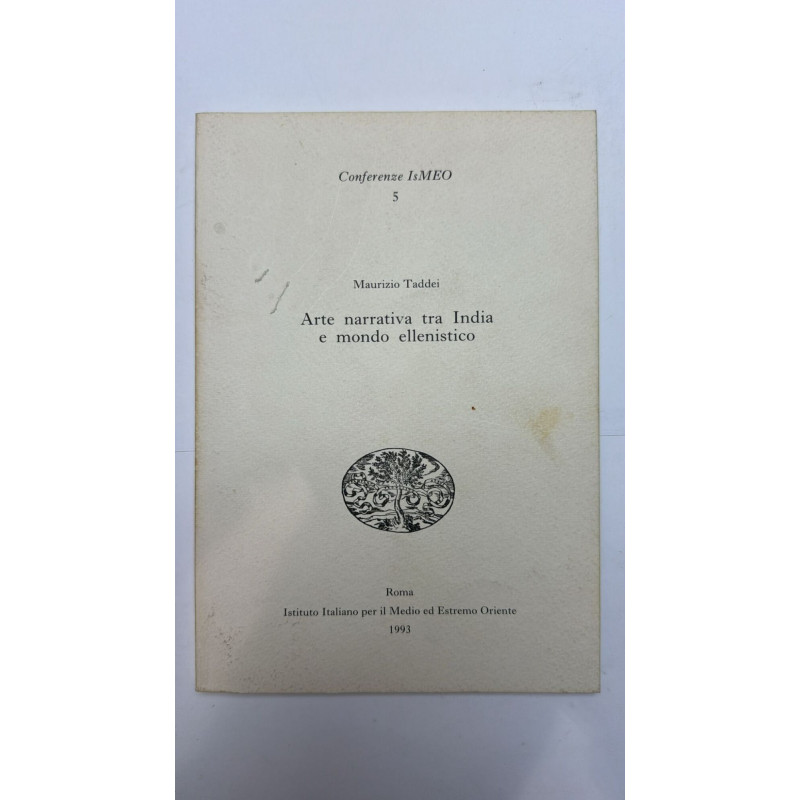 Conferenze IsMEO
5
Maurizio Taddei
Arte narrativa tra India
e mondo ellenistico
Roma
Istituto Italiano per il Medio ed Estremo Oriente
1993